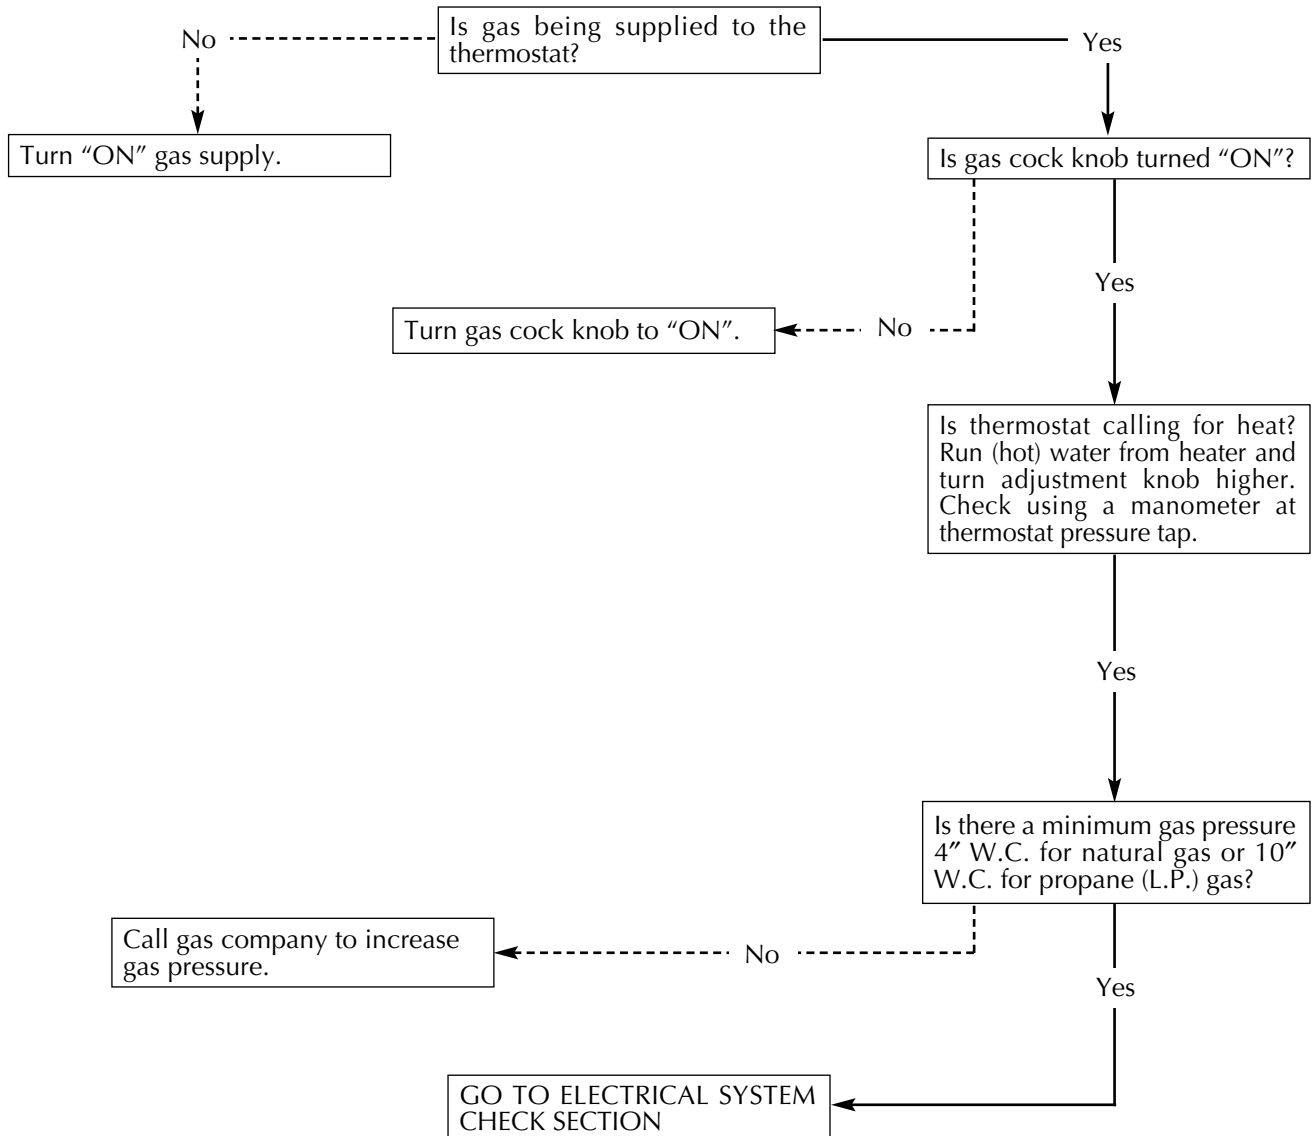 Is gas being supplied to the
thermostat?
No
Yes
Turn “ON” gas supply.
Is gas cock knob turned “ON”?
Yes
Turn gas cock knob to “ON”.
No
Is thermostat calling for heat?
Run (hot) water from heater and
turn adjustment knob higher.
Check using a manometer at
thermostat pressure tap.
Yes
Is there a minimum gas pressure
4″ W.C. for natural gas or 10″
W.C. for propane (L.P.) gas?
Call gas company to increase
gas pressure.
No
Yes
GO TO ELECTRICAL SYSTEM
CHECK SECTION